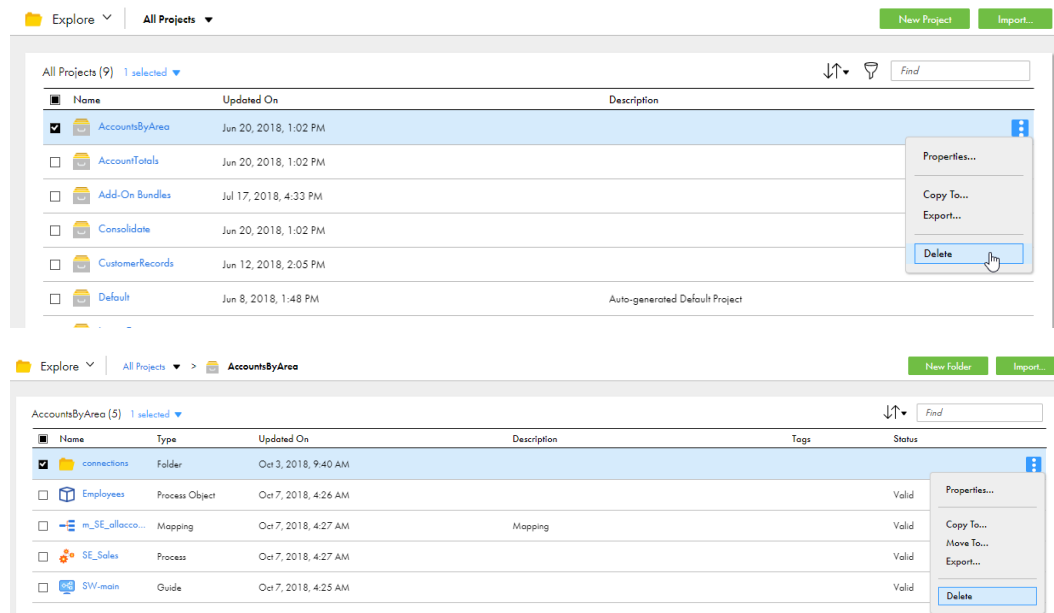 Explore All Projects New Project Import...
All Projects (9) 1 selected Find
Name Updated On Description
AccountsByArea Jun 20, 2018, 1:02 PM
Properties...
AccountTotals Jun 20, 2018, 1:02 PM
Add-On Bundles Jul 17, 2018, 4:33 PM
Copy To...
Export...
Consolidate Jun 20, 2018, 1:02 PM
Delete
CustomerRecords Jun 12, 2018, 2:05 PM
Default Jun 8, 2018, 1:48 PM Auto-generated Default Project
Explore All Projects > AccountsByArea New Folder Import...
AccountsByArea (5) 1 selected Find
Name Type Updated On Description Tags Status
connections Folder Oct 3, 2018, 9:40 AM
Properties...
Employees Process Object Oct 7, 2018, 4:26 AM Valid
m_SE_allacco... Mapping Oct 7, 2018, 4:27 AM Mapping Valid
Copy To...
Move To...
Export...
SE_Sales Process Oct 7, 2018, 4:27 AM Valid
SW-main Guide Oct 7, 2018, 4:25 AM Valid
Delete